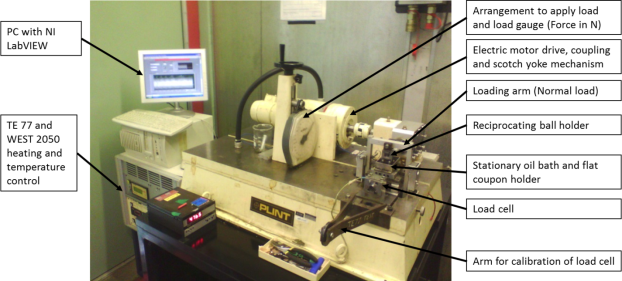 PC with NI
LabVIEW
TE 77 and
WEST 2050
heating and
temperature
control
Arrangement to apply load
and load gauge (Force in N)
Electric motor drive, coupling
and scotch yoke mechanism
Loading arm (Normal load)
Reciprocating ball holder
Stationary oil bath and flat
coupon holder
Load cell
Arm for calibration of load cell
PLINT